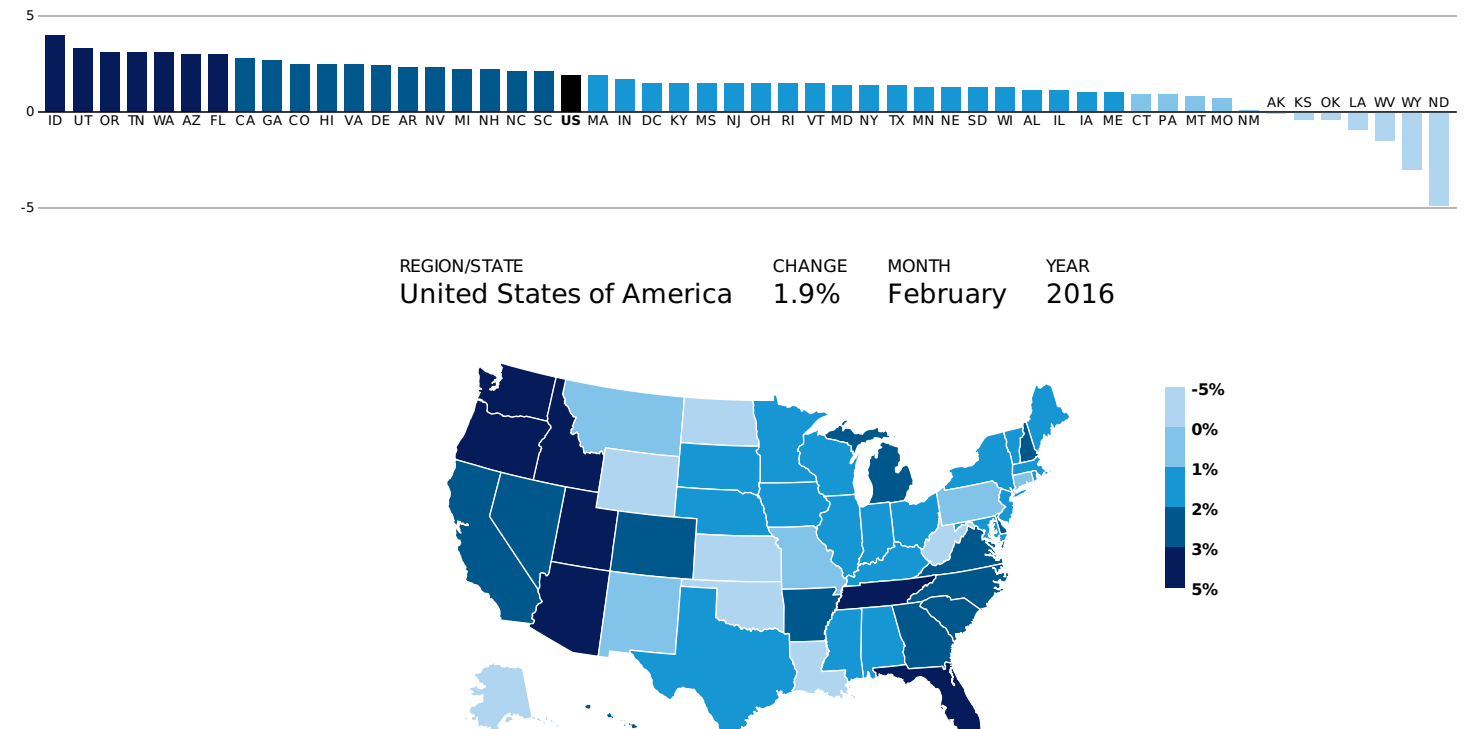 5
0
AK KS OK LA WV WY ND
ID UT OR TN WA AZ FL CA GA CO HI VA DE AR NV MI NH NC SC US MA IN DC KY MS NJ OH RI VT MD NY TX MN NE SD WI AL IL IA ME CT PA MT MO NM
-5
REGION/STATE CHANGE MONTH YEAR
United States of America 1.9% February 2016
-5%
0%
1%
2%
3%
5%